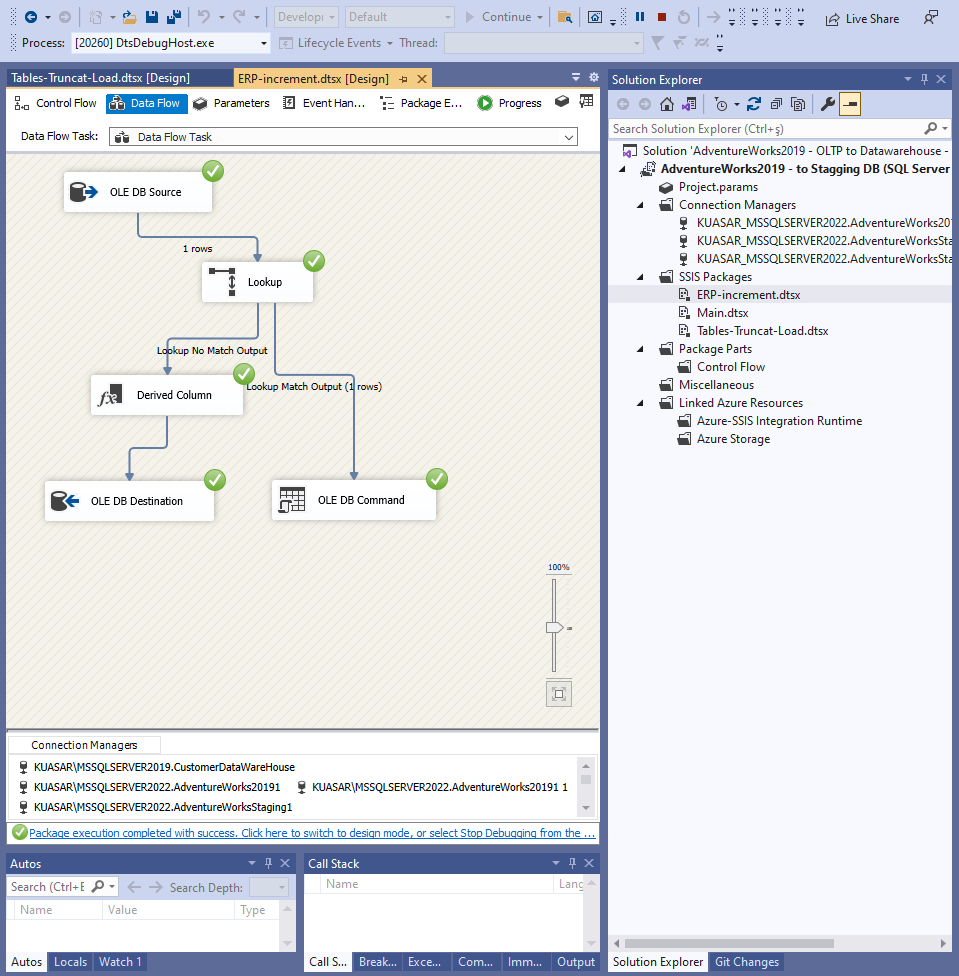 Develop
Default
Continue
Live Share
Process: [20260] DtsDebugHost.exe
Lifecycle Events
Thread:
Tables-Truncat-Load.dtsx [Design]
ERP-increment.dtsx [Design]
Control Flow
Data Flow
Parameters
Event Han...
Package E...
Progress
Data Flow Task:
Data Flow Task
OLE DB Source
1 rows
Lookup
Lookup No Match Output
Lookup Match Output (1 rows)
Derived Column
OLE DB Destination
OLE DB Command
100%
Connection Managers
KUASAR\MSSQLSERVER2019.CustomerDataWareHouse
KUASAR\MSSQLSERVER2022.AdventureWorks20191
KUASAR\MSSQLSERVER2022.AdventureWorks20191 1
KUASAR\MSSQLSERVER2022.AdventureWorksStaging1
Package execution completed with success. Click here to switch to design mode, or select Stop Debugging from the ...
Autos
Search (Ctrl+E
Search Depth:
Name
Value
Type
Autos
Locals
Watch 1
Call Stack
Name
Lang
Call S...
Break...
Exce...
Com...
Imm...
Output
Solution Explorer
Search Solution Explorer (Ctrl+ş)
Solution 'AdventureWorks2019 - OLTP to Datawarehouse -
AdventureWorks2019 - to Stagging DB (SQL Server
Project.params
Connection Managers
KUASAR_MSSQLSERVER2022.AdventureWorks201
KUASAR_MSSQLSERVER2022.AdventureWorksSta
KUASAR_MSSQLSERVER2022.AdventureWorksSta
SSIS Packages
ERP-increment.dtsx
Main.dtsx
Tables-Truncat-Load.dtsx
Package Parts
Control Flow
Miscellaneous
Linked Azure Resources
Azure-SSIS Integration Runtime
Azure Storage
Solution Explorer
Git Changes